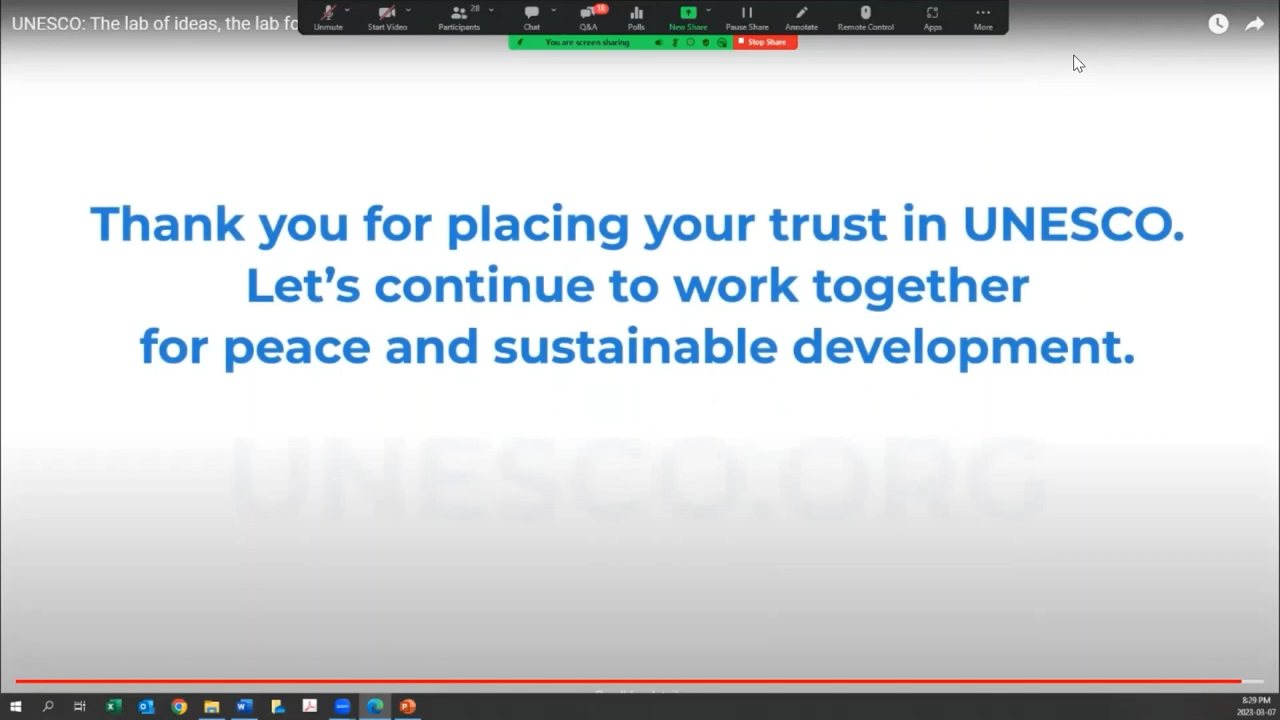 UNESCO: The lab of ideas, the lab fo
Unmute
Start Video
Participants
28
Chat
Q&A
18
Polls
New Share
Pause Share
Annotate
Remote Control
Apps
More
You are screen sharing
Stop Share
Thank you for placing your trust in UNESCO.
Let's continue to work together
for peace and sustainable development.
UNESCO.ORG
8:29 PM
2023-03-07